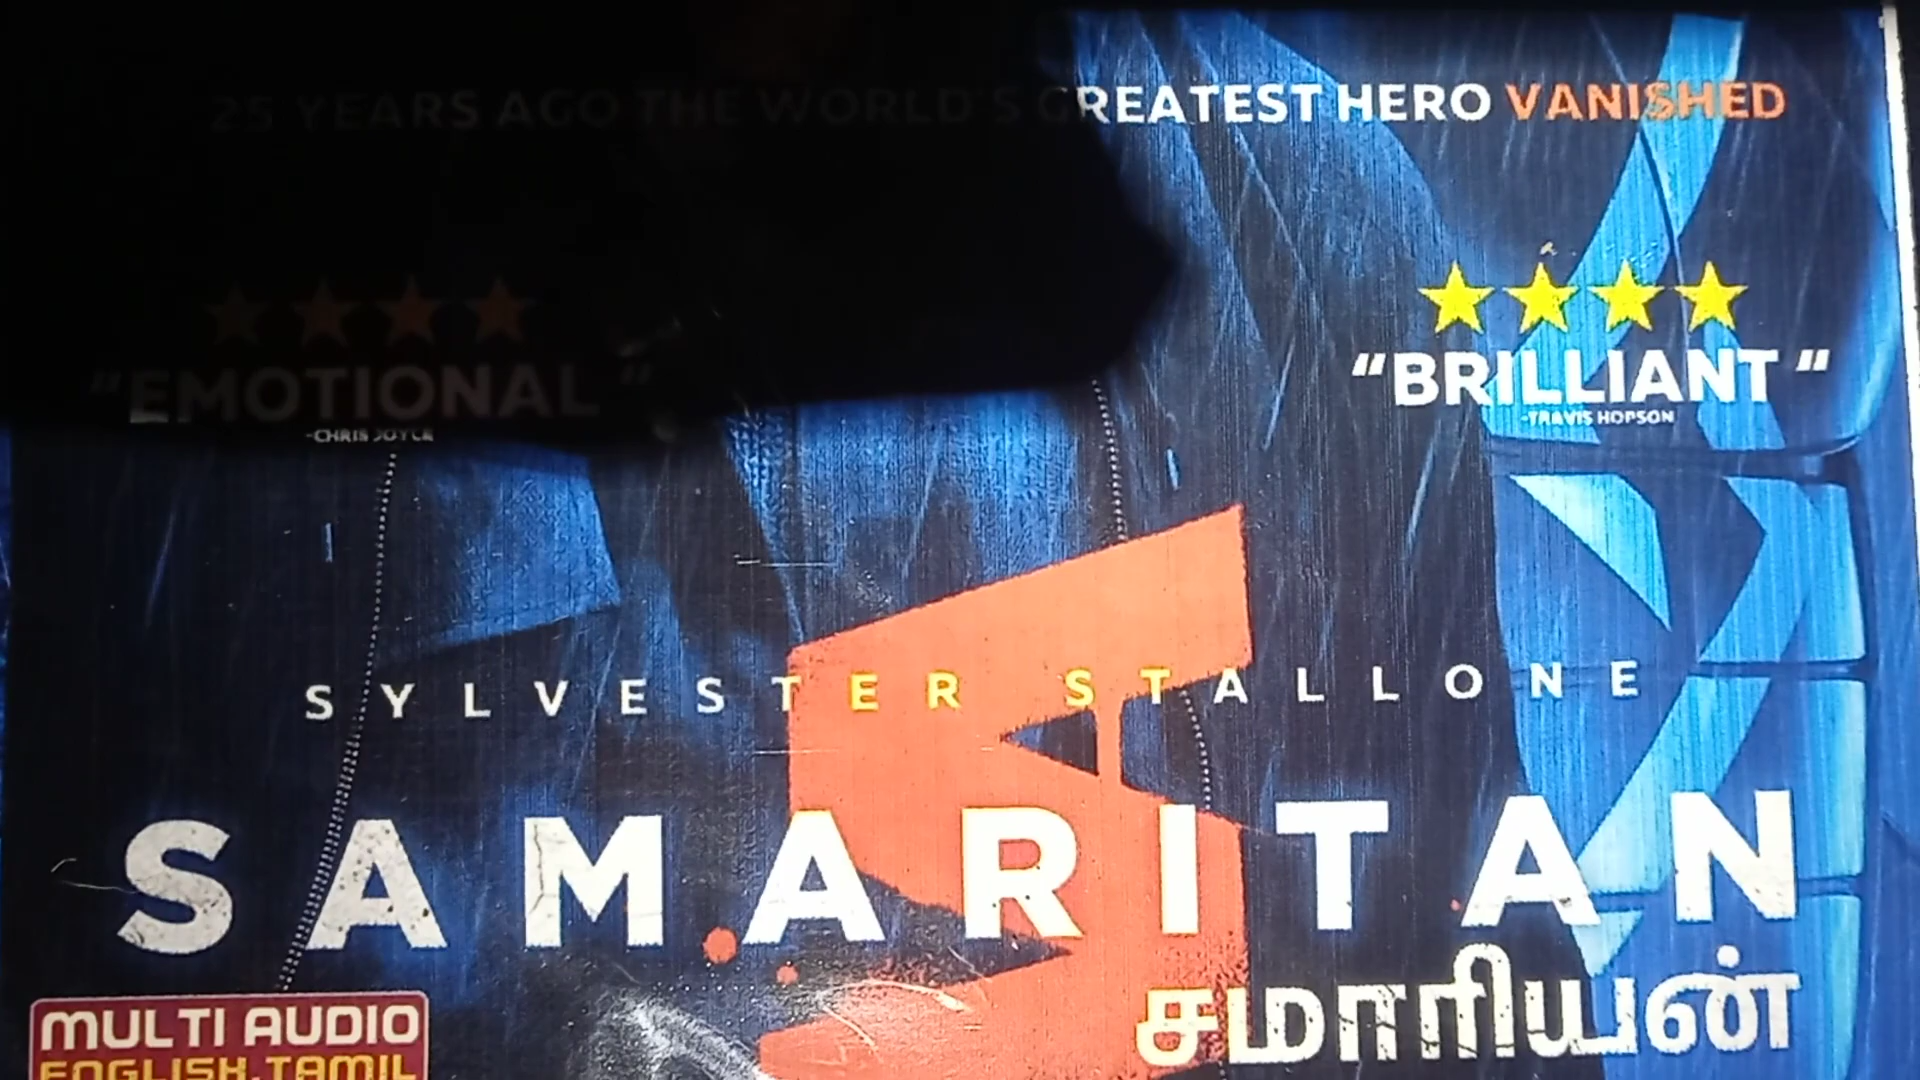 25 YEARS AGO THE WORLD'S GREATEST HERO VANISHED
"EMOTIONAL"
-CHRIS JOYCE
"BRILLIANT"
-TRAVIS HOPSON
SYLVESTER STALLONE
SAMARITAN
சமாரியன்
MULTI AUDIO
ENGLISH,TAMIL